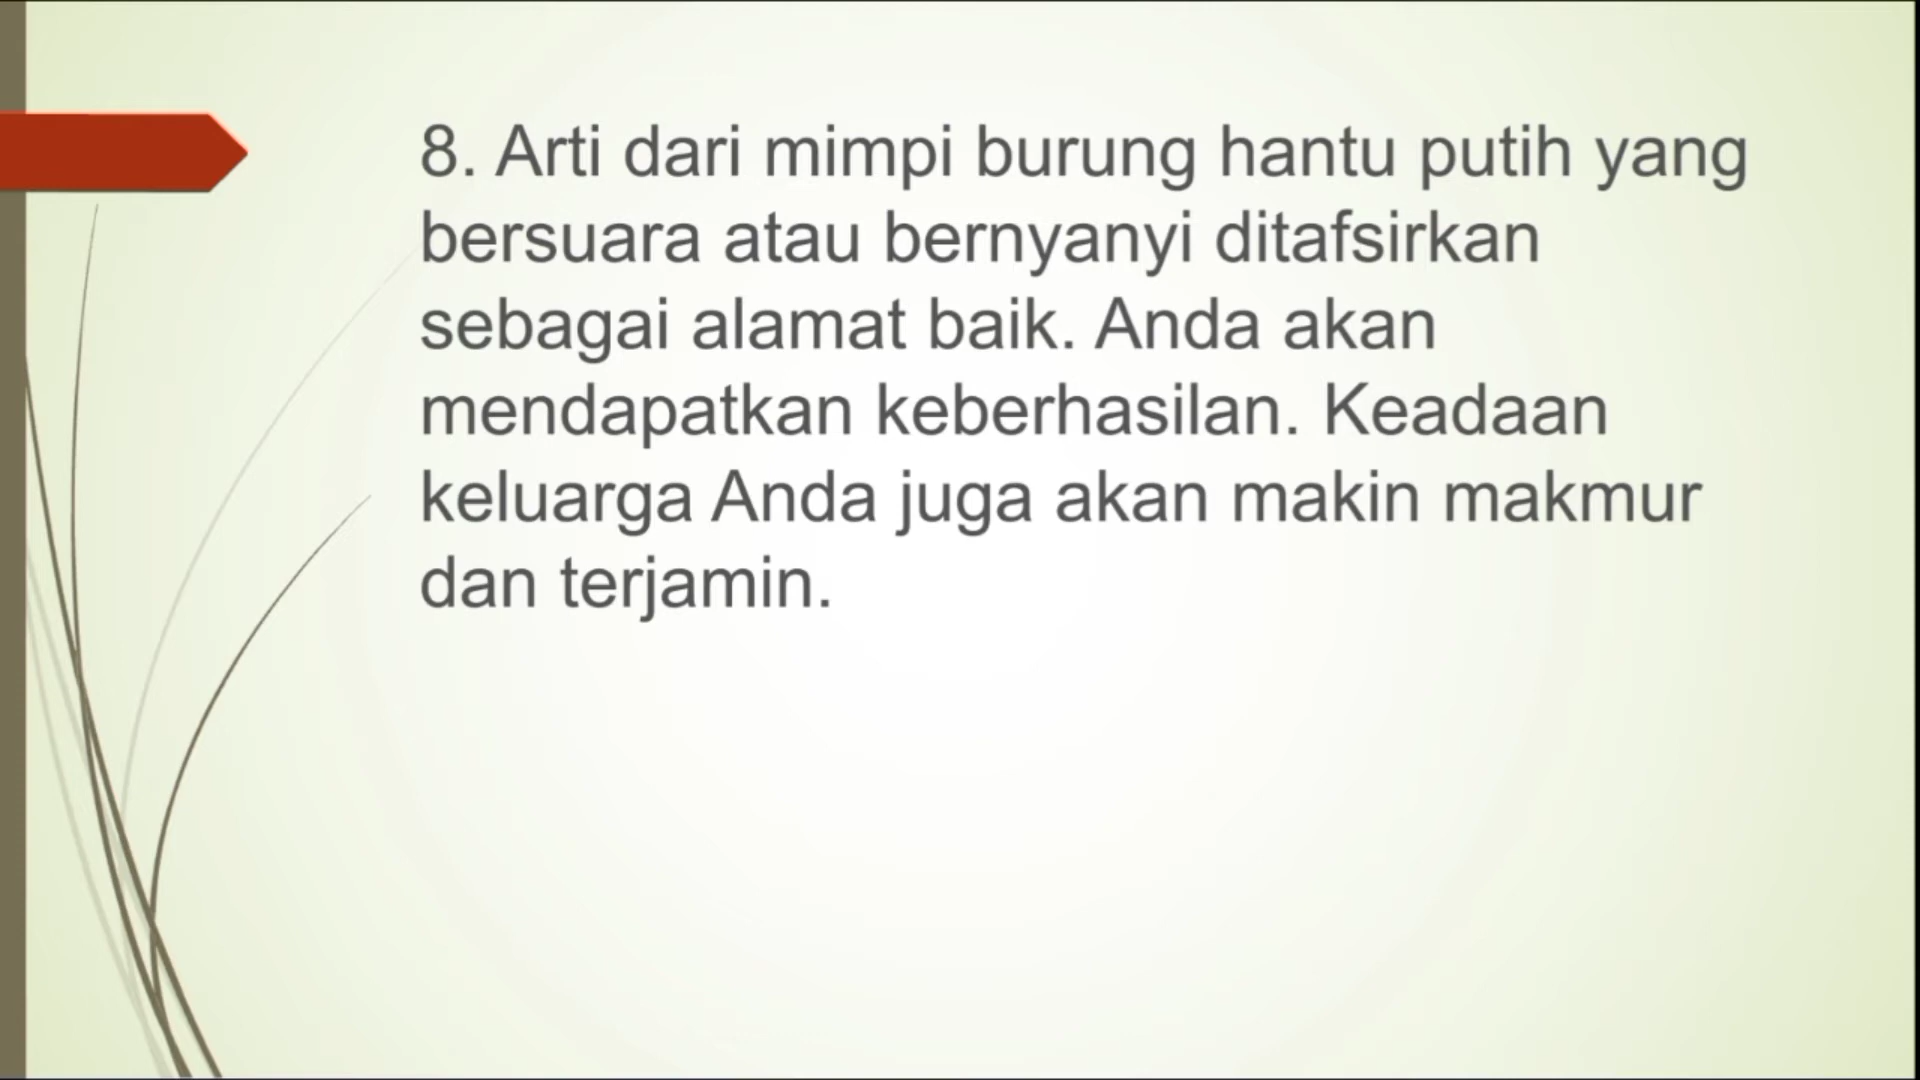 8. Arti dari mimpi burung hantu putih yang
bersuara atau bernyanyi ditafsirkan
sebagai alamat baik. Anda akan
mendapatkan keberhasilan. Keadaan
keluarga Anda juga akan makin makmur
dan terjamin.